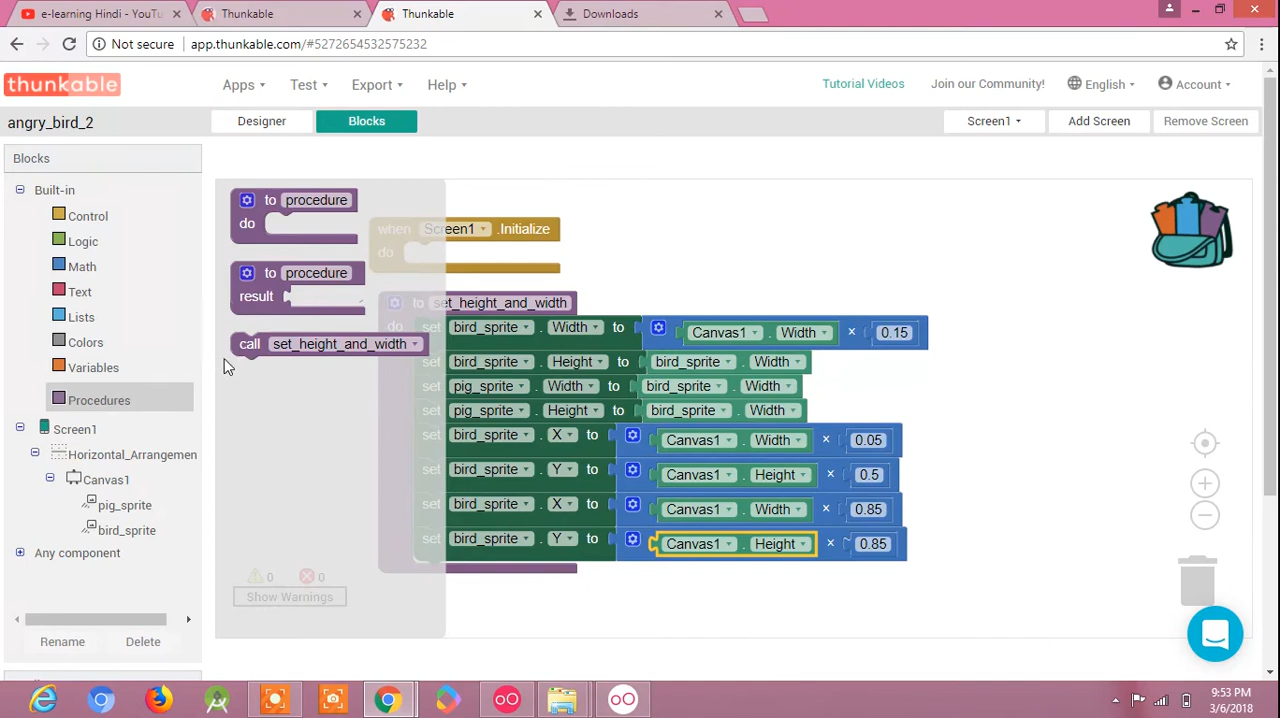 e-learning Hindi - YouTu
Thunkable
Thunkable
Downloads
Not secure
app.thunkable.com/#5272654532575232
thunkable
Apps
Test
Export
Help
Tutorial Videos
Join our Community!
English
Account
angry_bird_2
Designer
Blocks
Screen1
Add Screen
Remove Screen
Blocks
Built-in
Control
Logic
Math
Text
Lists
Colors
Variables
Procedures
Screen1
Horizontal_Arrangemen
Canvas1
pig_sprite
bird_sprite
Any component
Rename
Delete
to procedure
do
to procedure
result
call set_height_and_width
when Screen1 .Initialize
do
to set_height_and_width
do set bird_sprite . Width to Canvas1 . Width × 0.15
set bird_sprite . Height to bird_sprite . Width
set pig_sprite . Width to bird_sprite . Width
set pig_sprite . Height to bird_sprite . Width
set bird_sprite . X to Canvas1 . Width × 0.05
set bird_sprite . Y to Canvas1 . Height × 0.5
set bird_sprite . X to Canvas1 . Width × 0.85
set bird_sprite . Y to Canvas1 . Height × 0.85
0 0
Show Warnings
9:53 PM
3/6/2018